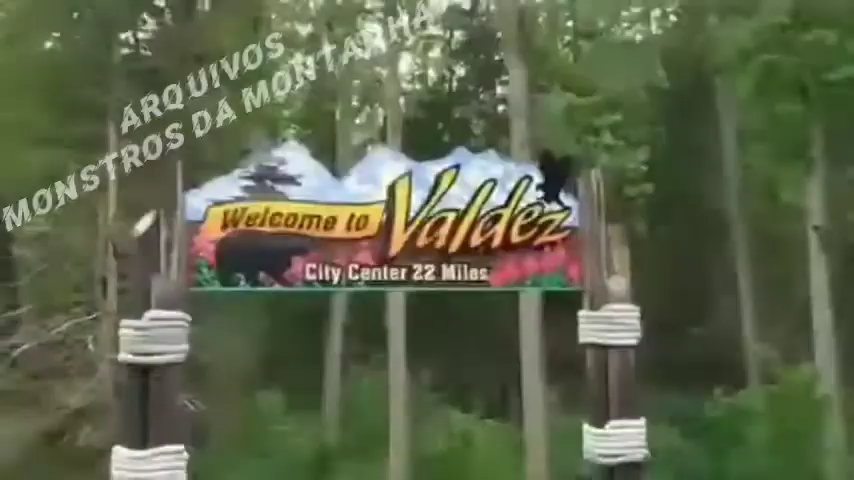 ARQUIVOS
MONSTROS DA MONTANHA
Welcome to
Valdez
City Center 22 Miles